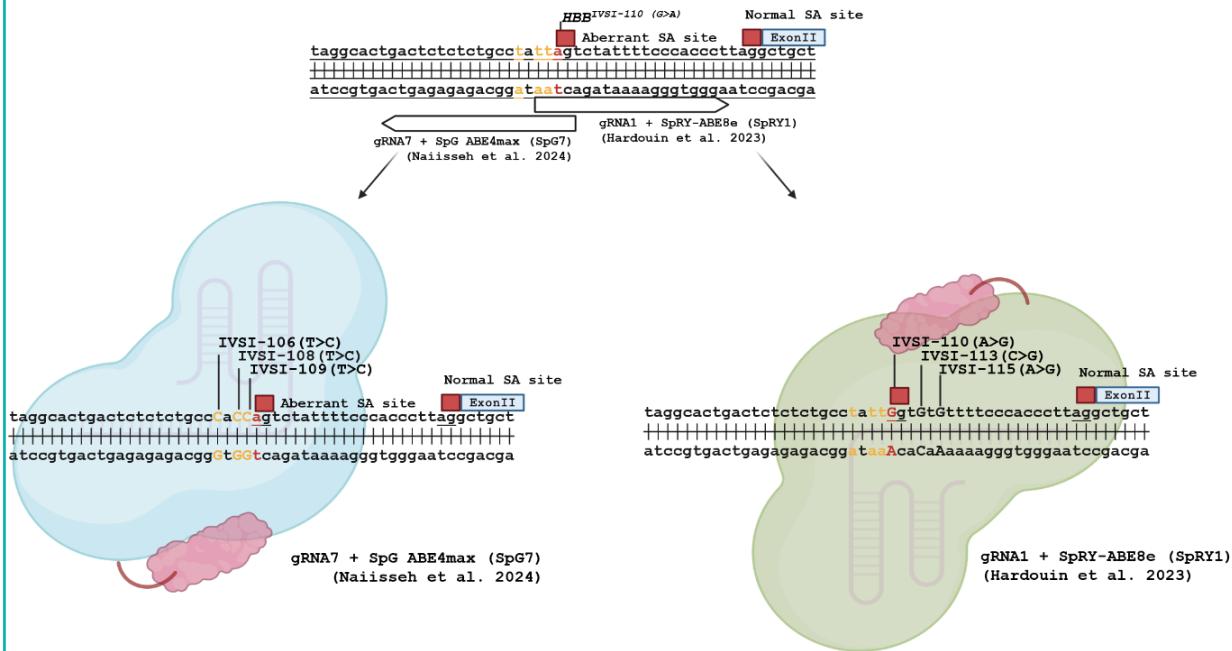 HBB^IVSI-110 (G>A)
Normal SA site
Aberrant SA site
ExonII
taggcactgactctctctgcctattagtctattttcccacccttaggctgct
atccgtgactgagagagacggataatcagataaaagggtgggaatccgacga
gRNA7 + SpG ABE4max (SpG7)
(Naiisseh et al. 2024)
gRNA1 + SpRY-ABE8e (SpRY1)
(Hardouin et al. 2023)
IVSI-106(T>C)
IVSI-108(T>C)
IVSI-109(T>C)
Normal SA site
Aberrant SA site
ExonII
taggcactgactctctctgccCaCCagtctattttcccacccttaggctgct
atccgtgactgagagagacggGtGGtcagataaaagggtgggaatccgacga
gRNA7 + SpG ABE4max (SpG7)
(Naiisseh et al. 2024)
IVSI-110(A>G)
IVSI-113(C>G)
IVSI-115(A>G)
Normal SA site
ExonII
taggcactgactctctctgcctattGgtGtGttttcccacccttaggctgct
atccgtgactgagagagacggataaAcaCaAaaaagggtgggaatccgacga
gRNA1 + SpRY-ABE8e (SpRY1)
(Hardouin et al. 2023)